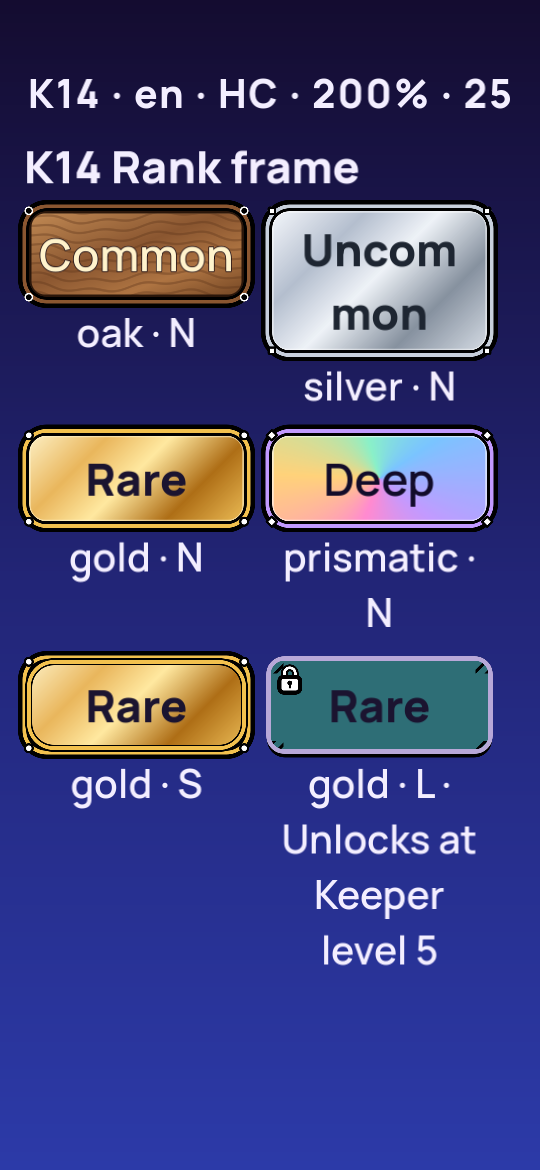 K14 · en · HC · 200% · 25
K14 Rank frame
Common
Uncom
mon
oak · N
silver · N
Rare
Deep
gold · N
prismatic ·
N
Rare
Rare
gold · S
gold · L ·
Unlocks at
Keeper
level 5